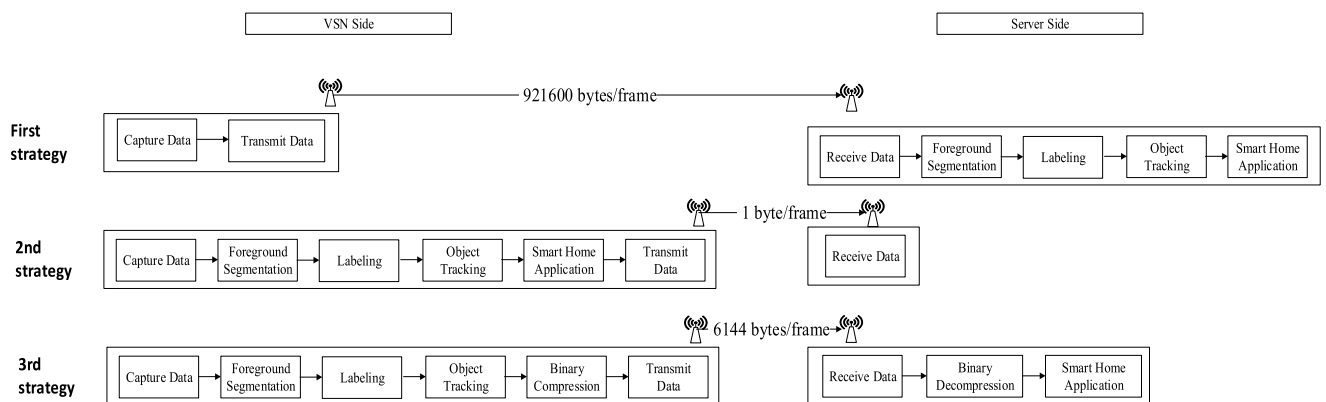 VSN Side
Server Side
First
strategy
921600 bytes/frame
Capture Data
Transmit Data
Receive Data
Foreground
Segmentation
Labeling
Object
Tracking
Smart Home
Application
2nd
strategy
1 byte/frame
Capture Data
Foreground
Segmentation
Labeling
Object
Tracking
Smart Home
Application
Transmit
Data
Receive Data
3rd
strategy
6144 bytes/frame
Capture Data
Foreground
Segmentation
Labeling
Object
Tracking
Binary
Compression
Transmit
Data
Receive Data
Binary
Decompression
Smart Home
Application